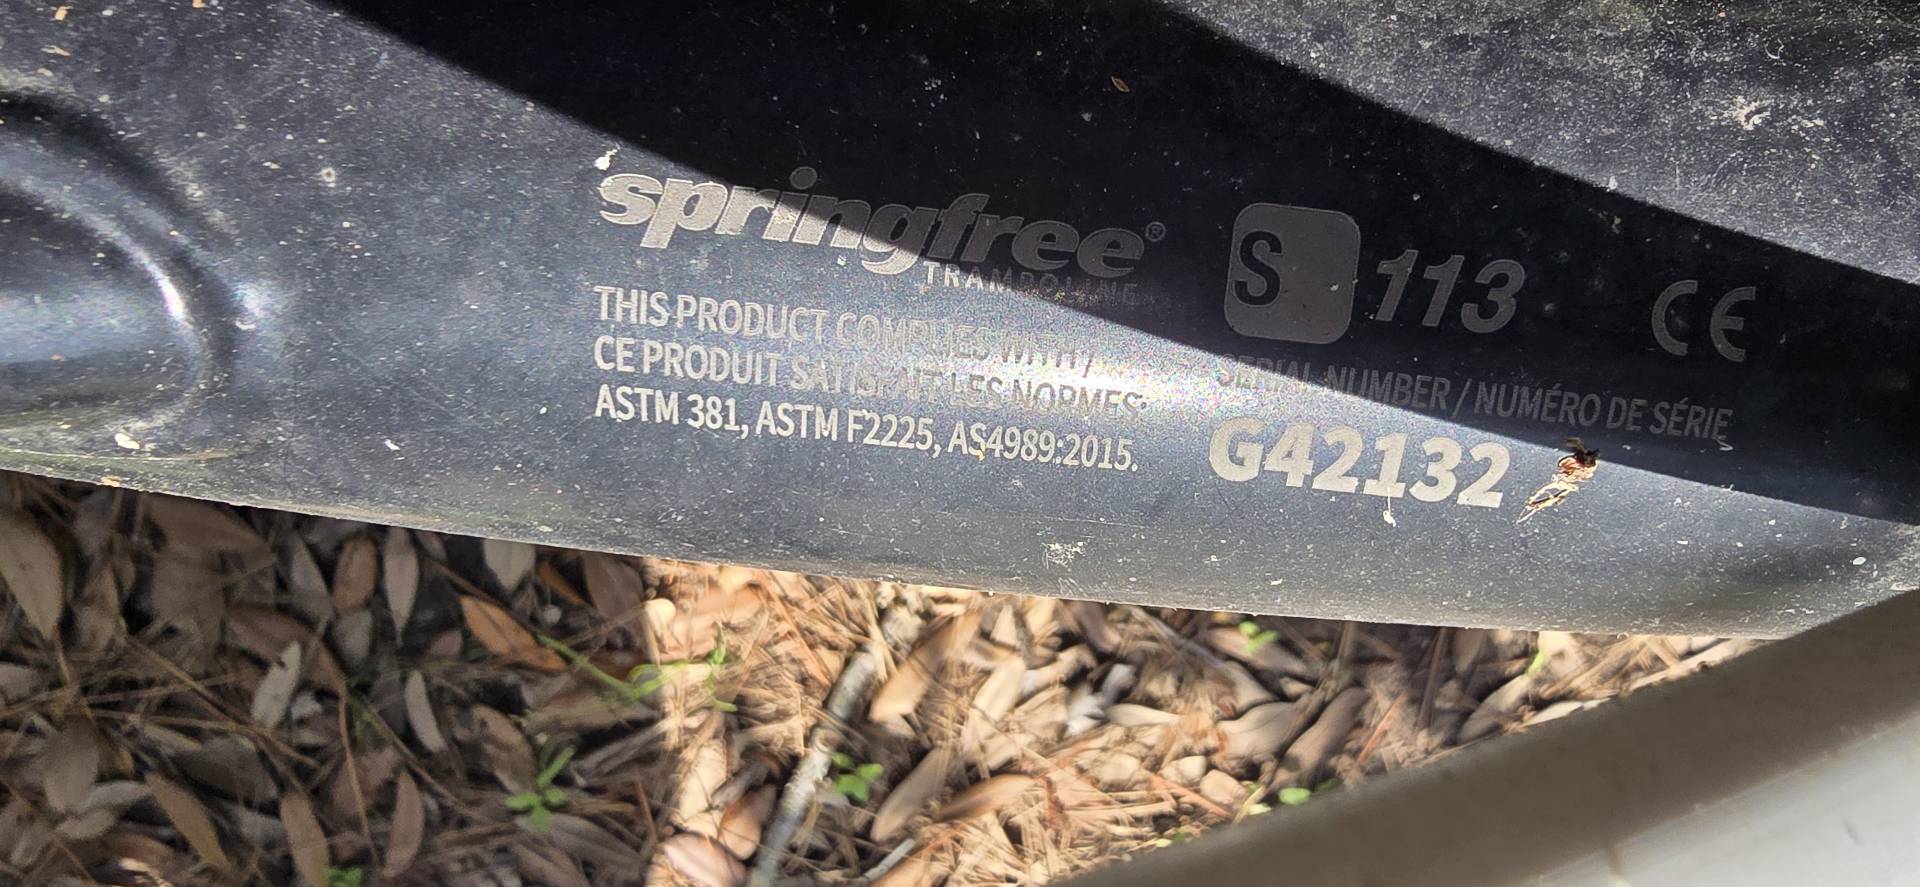 springfree®
TRAMPOLINE
THIS PRODUCT COMPLIES WITH /
CE PRODUIT SATISFAIT LES NORMES:
ASTM 381, ASTM F2225, AS4989:2015.
S 113
CE
SERIAL NUMBER / NUMÉRO DE SÉRIE
G42132